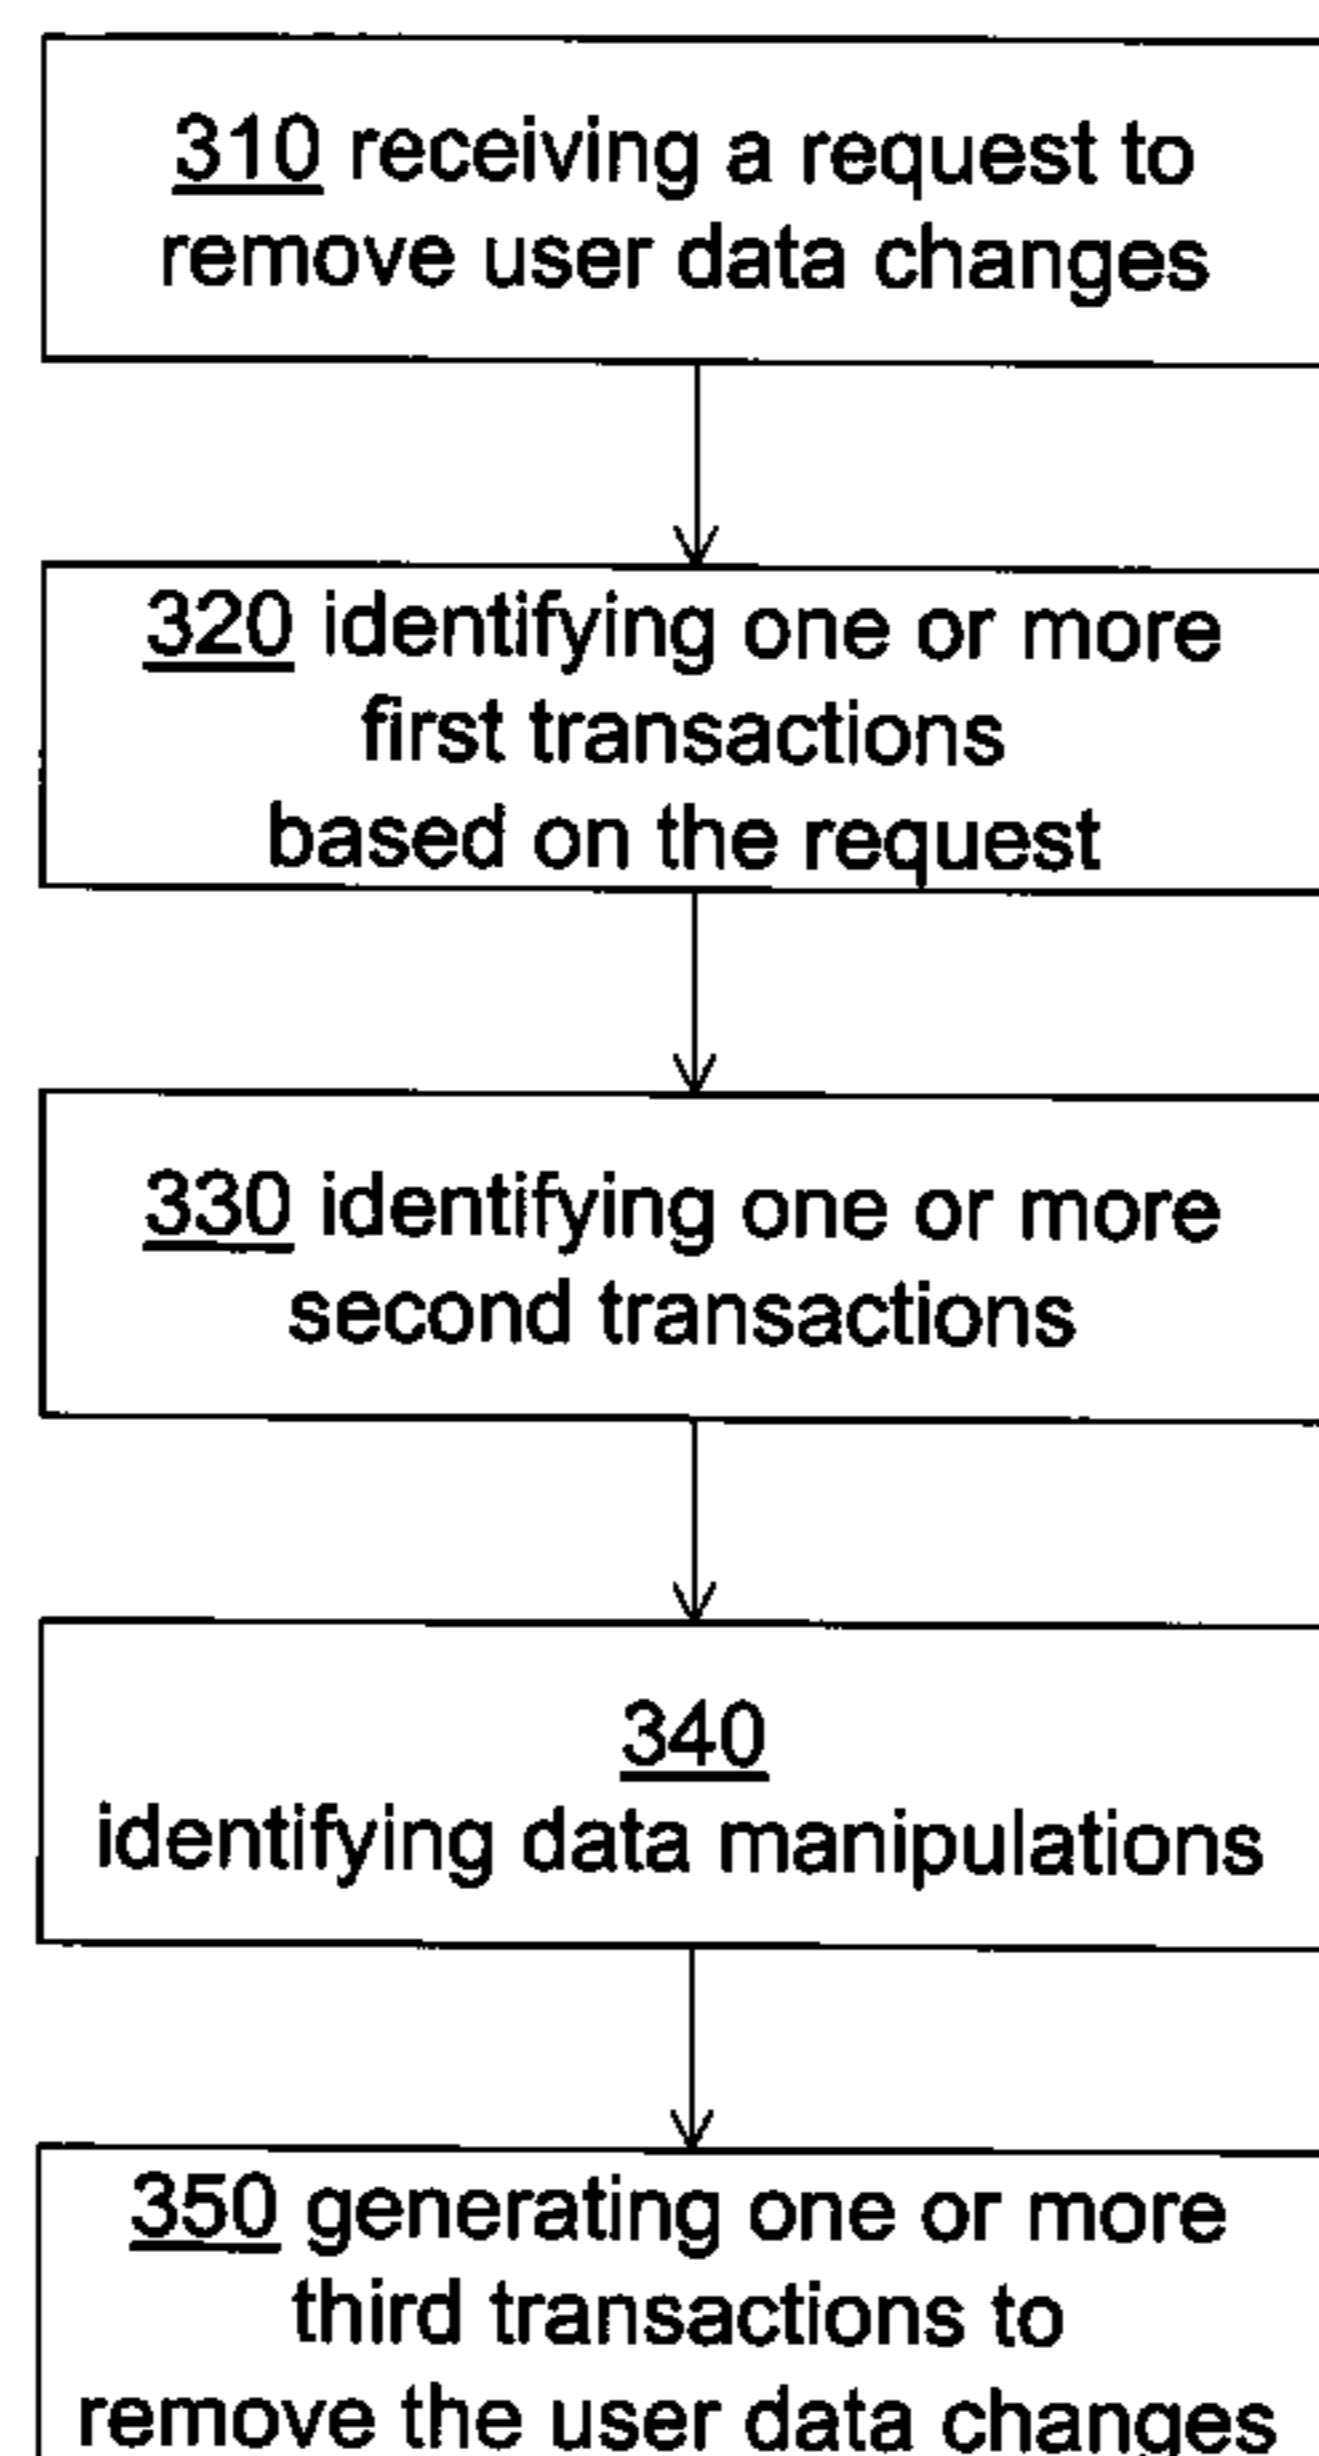 310 receiving a request to
remove user data changes
320 identifying one or more
first transactions
based on the request
330 identifying one or more
second transactions
340
identifying data manipulations
350 generating one or more
third transactions to
remove the user data changes